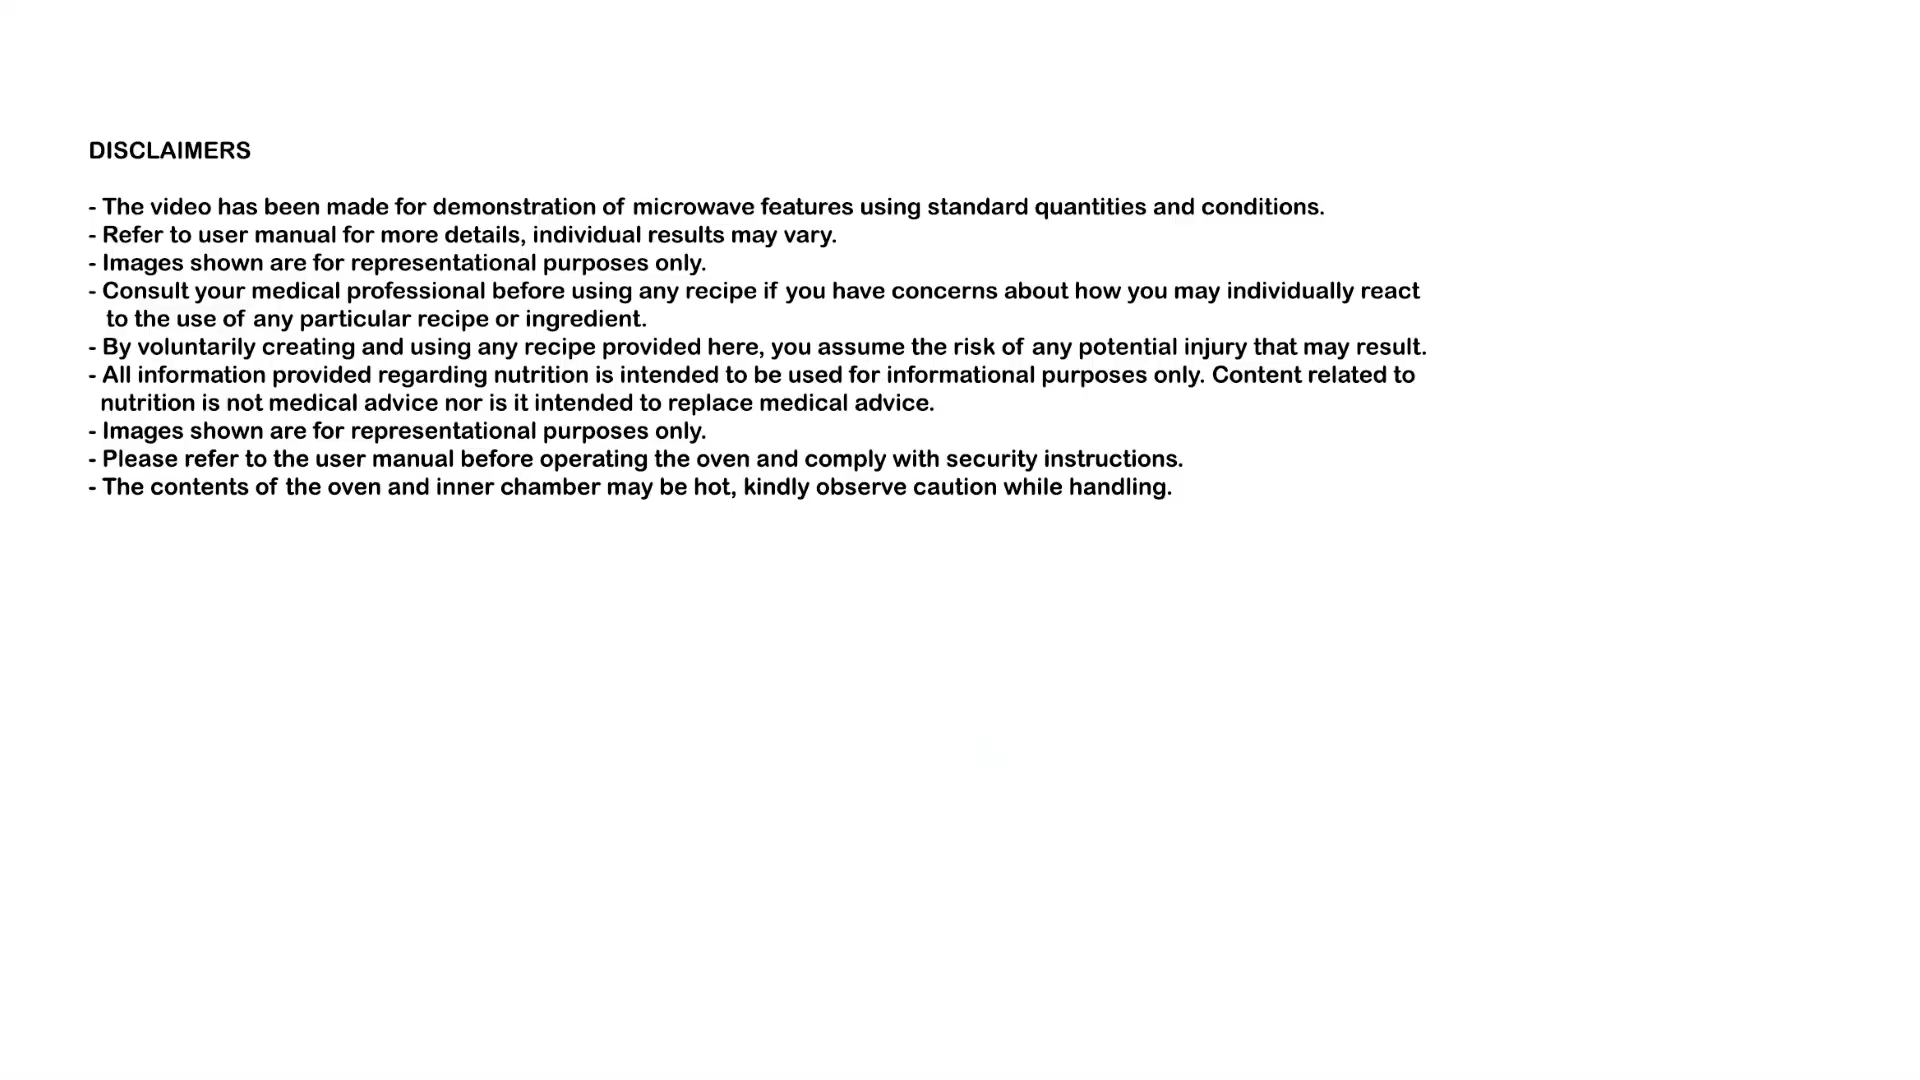 DISCLAIMERS
- The video has been made for demonstration of microwave features using standard quantities and conditions.
- Refer to user manual for more details, individual results may vary.
- Images shown are for representational purposes only.
- Consult your medical professional before using any recipe if you have concerns about how you may individually react
to the use of any particular recipe or ingredient.
- By voluntarily creating and using any recipe provided here, you assume the risk of any potential injury that may result.
- All information provided regarding nutrition is intended to be used for informational purposes only. Content related to
nutrition is not medical advice nor is it intended to replace medical advice.
- Images shown are for representational purposes only.
- Please refer to the user manual before operating the oven and comply with security instructions.
- The contents of the oven and inner chamber may be hot, kindly observe caution while handling.